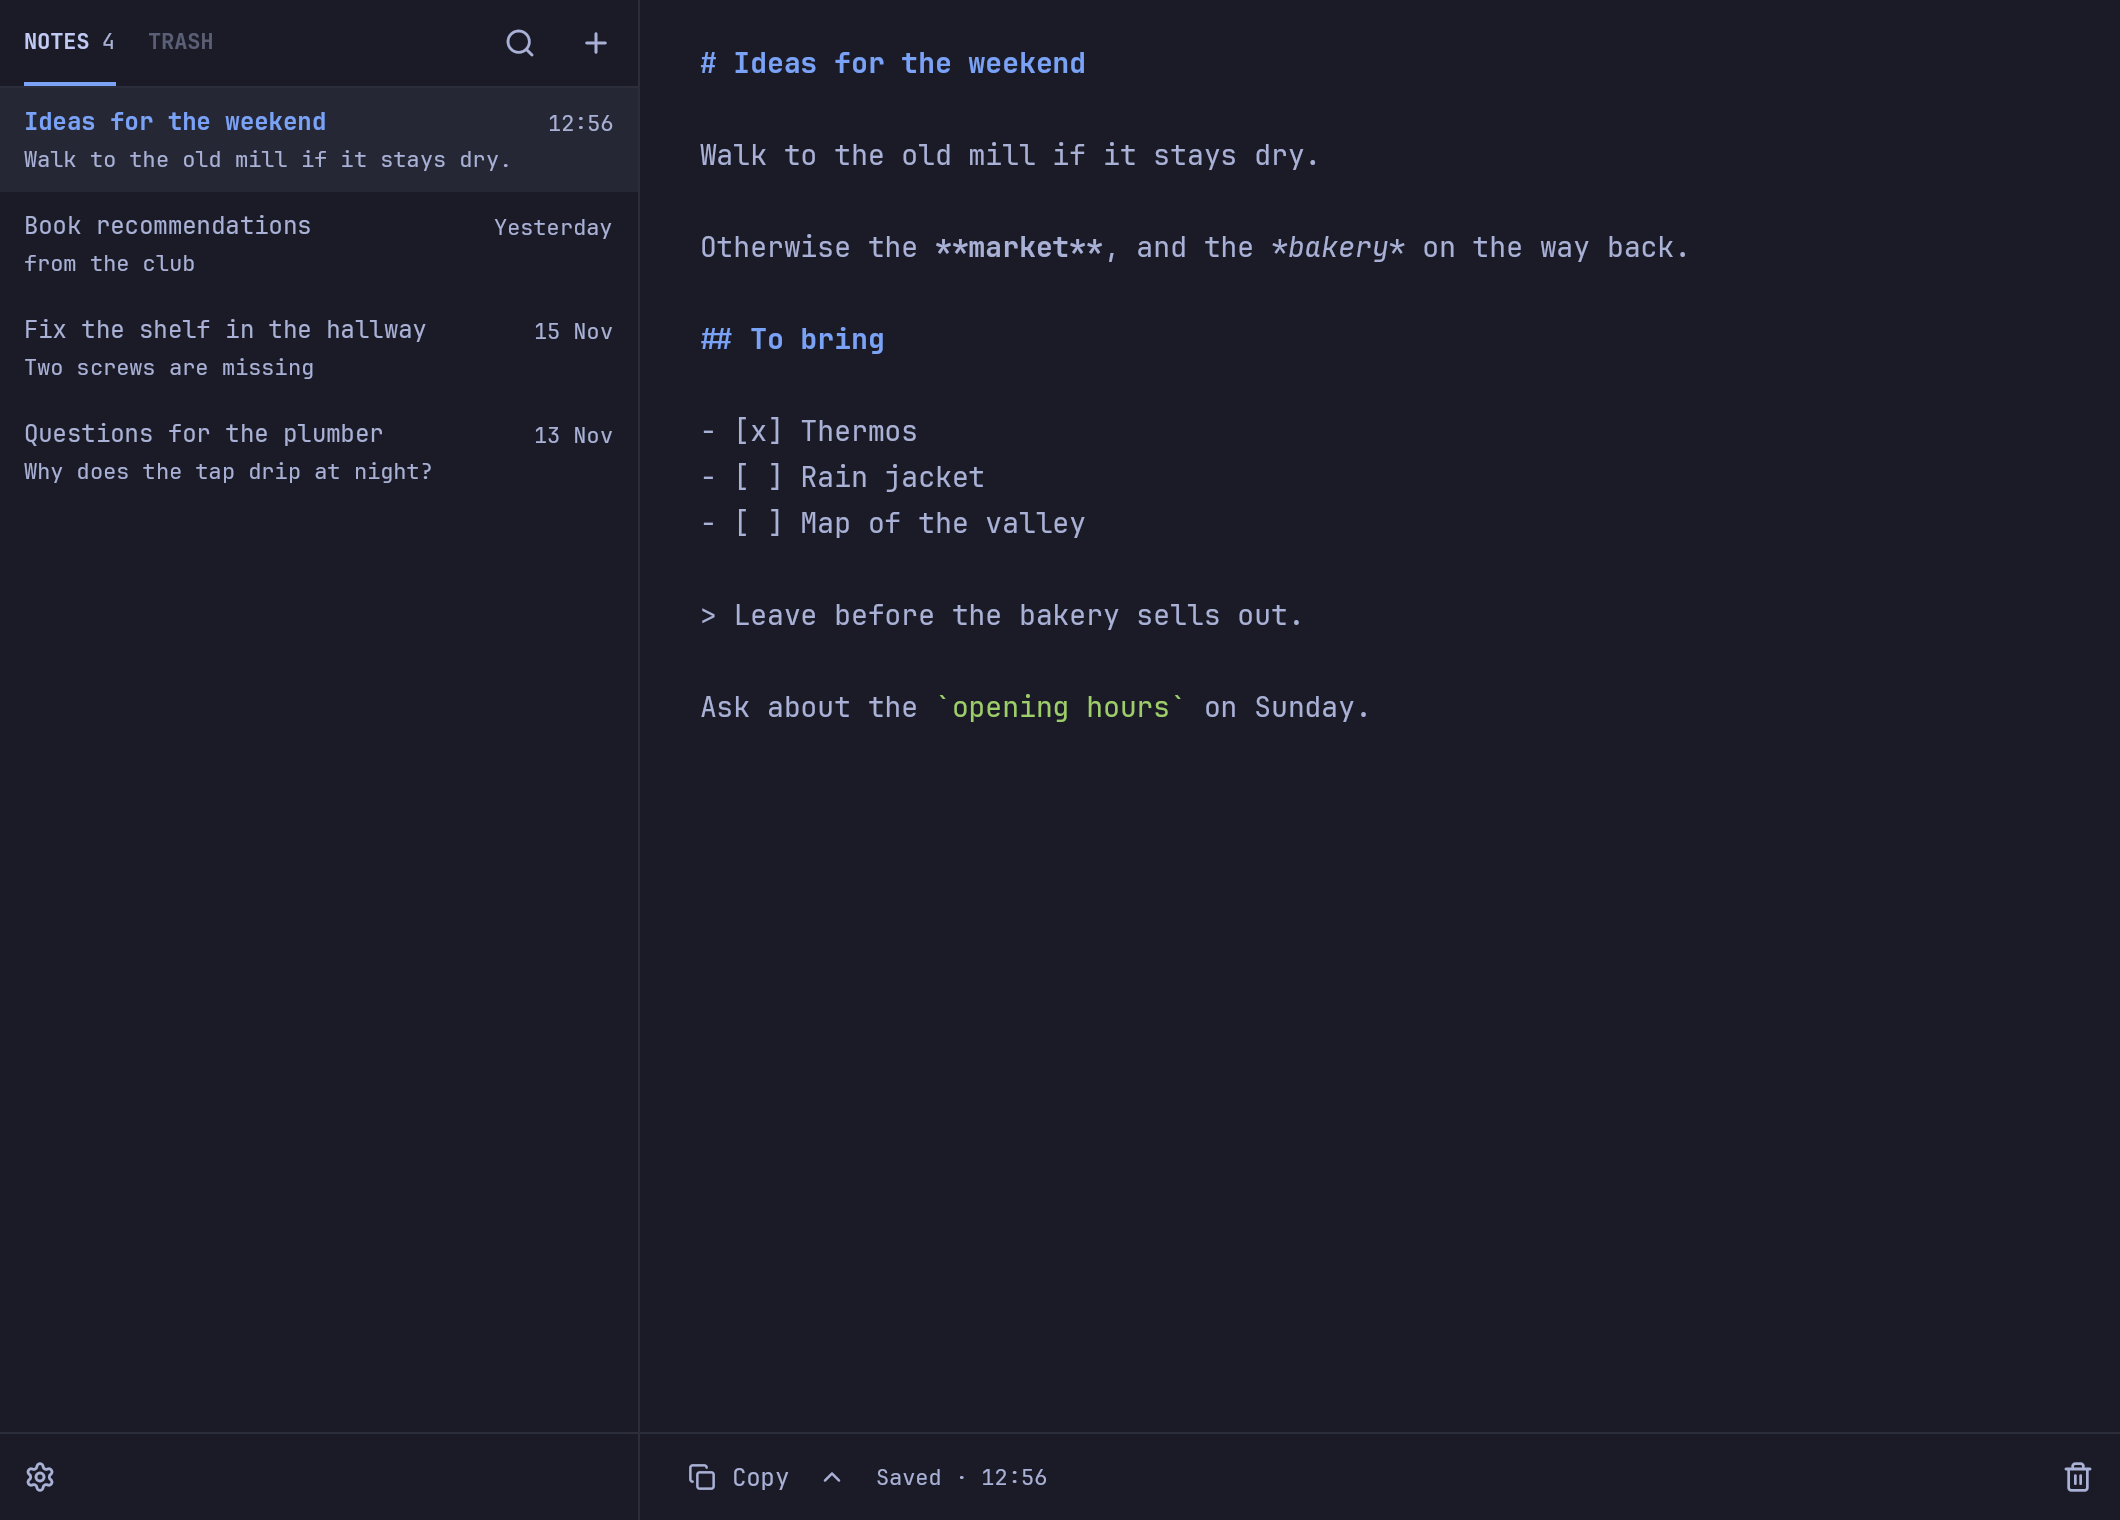 NOTES 4 TRASH
Ideas for the weekend 12:56
Walk to the old mill if it stays dry.
Book recommendations Yesterday
from the club
Fix the shelf in the hallway 15 Nov
Two screws are missing
Questions for the plumber 13 Nov
Why does the tap drip at night?
# Ideas for the weekend
Walk to the old mill if it stays dry.
Otherwise the **market**, and the *bakery* on the way back.
## To bring
- [x] Thermos
- [ ] Rain jacket
- [ ] Map of the valley
> Leave before the bakery sells out.
Ask about the `opening hours` on Sunday.
Copy Saved · 12:56